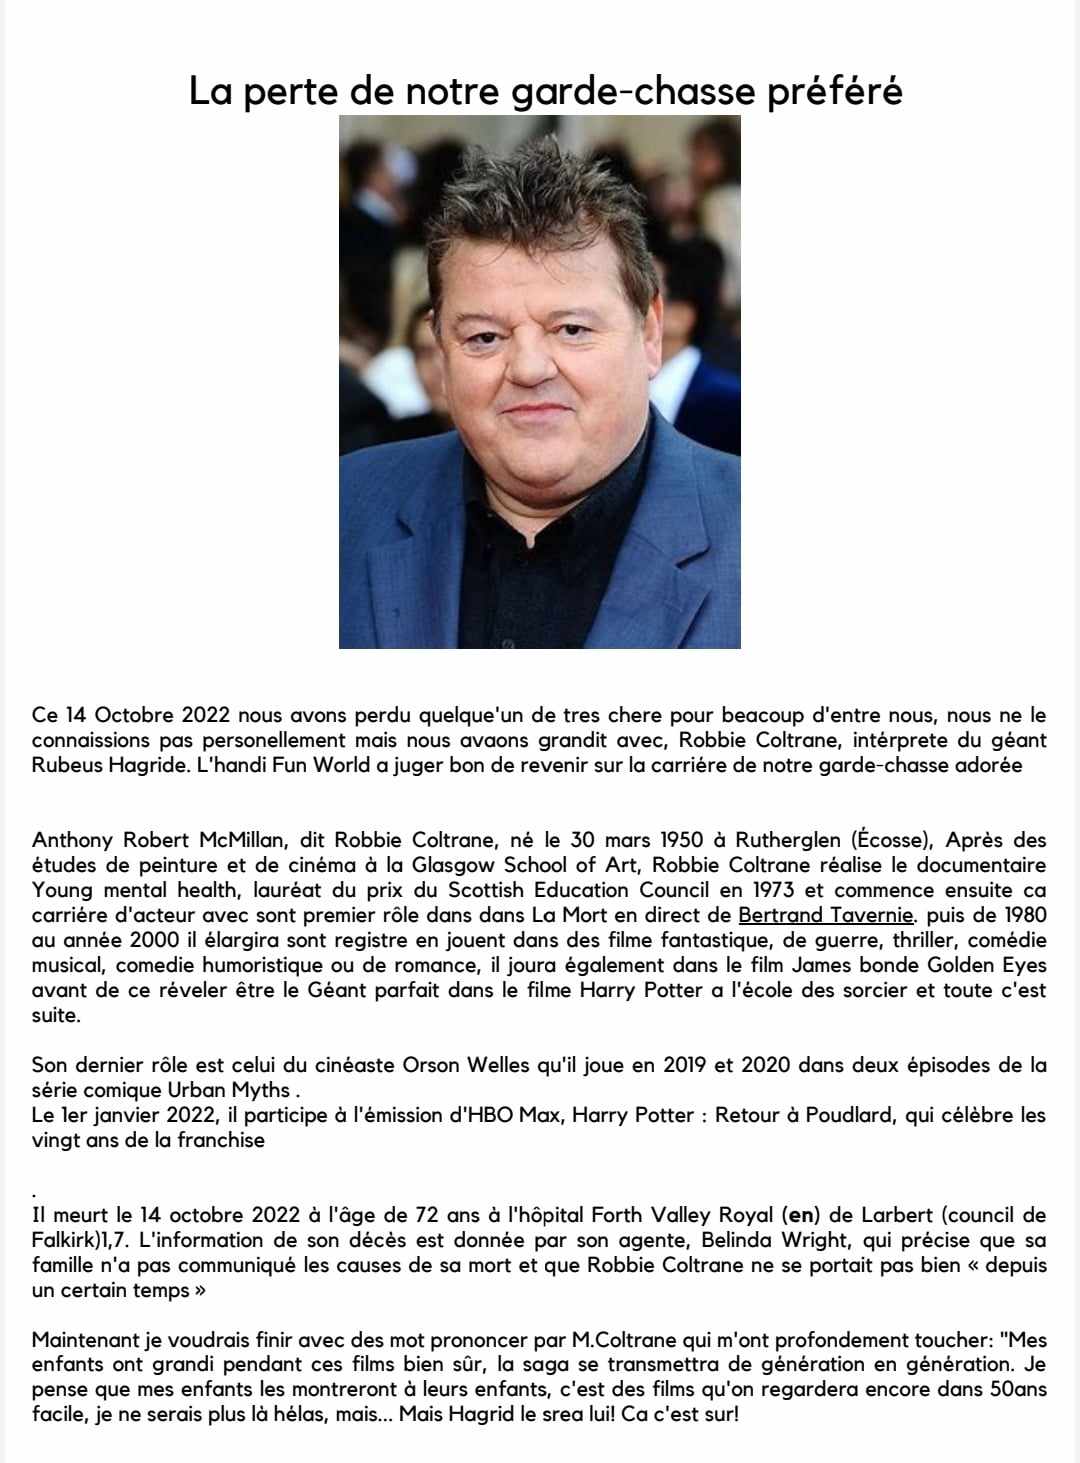 La perte de notre garde-chasse préféré
Ce 14 Octobre 2022 nous avons perdu quelque'un de tres chere pour beacoup d'entre nous, nous ne le
connaissions pas personellement mais nous avaons grandit avec, Robbie Coltrane, intérprete du géant
Rubeus Hagride. L'handi Fun World a juger bon de revenir sur la carriére de notre garde-chasse adorée
Anthony Robert McMillan, dit Robbie Coltrane, né le 30 mars 1950 à Rutherglen (Écosse), Après des
études de peinture et de cinéma à la Glasgow School of Art, Robbie Coltrane réalise le documentaire
Young mental health, lauréat du prix du Scottish Education Council en 1973 et commence ensuite ca
carriére d'acteur avec sont premier rôle dans dans La Mort en direct de Bertrand Tavernie. puis de 1980
au année 2000 il élargira sont registre en jouent dans des filme fantastique, de guerre, thriller, comédie
musical, comedie humoristique ou de romance, il joura également dans le film James bonde Golden Eyes
avant de ce réveler être le Géant parfait dans le filme Harry Potter a l'école des sorcier et toute c'est
suite.
Son dernier rôle est celui du cinéaste Orson Welles qu'il joue en 2019 et 2020 dans deux épisodes de la
série comique Urban Myths .
Le 1er janvier 2022, il participe à l'émission d'HBO Max, Harry Potter : Retour à Poudlard, qui célèbre les
vingt ans de la franchise
.
Il meurt le 14 octobre 2022 à l'âge de 72 ans à l'hôpital Forth Valley Royal (en) de Larbert (council de
Falkirk)1,7. L'information de son décès est donnée par son agente, Belinda Wright, qui précise que sa
famille n'a pas communiqué les causes de sa mort et que Robbie Coltrane ne se portait pas bien « depuis
un certain temps »
Maintenant je voudrais finir avec des mot prononcer par M.Coltrane qui m'ont profondement toucher: "Mes
enfants ont grandi pendant ces films bien sûr, la saga se transmettra de génération en génération. Je
pense que mes enfants les montreront à leurs enfants, c'est des films qu'on regardera encore dans 50ans
facile, je ne serais plus là hélas, mais... Mais Hagrid le srea lui! Ca c'est sur!